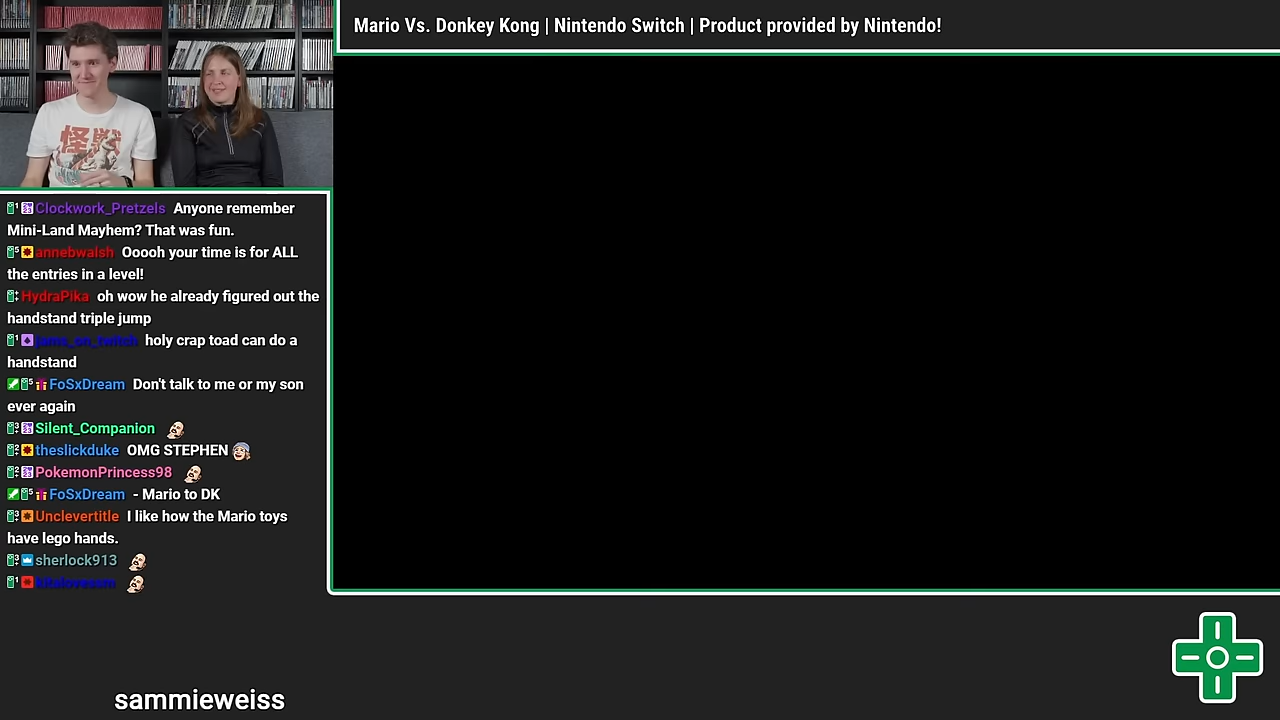 Mario Vs. Donkey Kong | Nintendo Switch | Product provided by Nintendo!
怪獣
Clockwork_Pretzels Anyone remember
Mini-Land Mayhem? That was fun.
annebwalsh Ooooh your time is for ALL
the entries in a level!
HydraPika oh wow he already figured out the
handstand triple jump
jams_on_twitch holy crap toad can do a
handstand
FoSxDream Don't talk to me or my son
ever again
Silent_Companion
theslickduke OMG STEPHEN
PokemonPrincess98
FoSxDream - Mario to DK
Unclevertitle I like how the Mario toys
have lego hands.
sherlock913
kitalovessm
sammieweiss